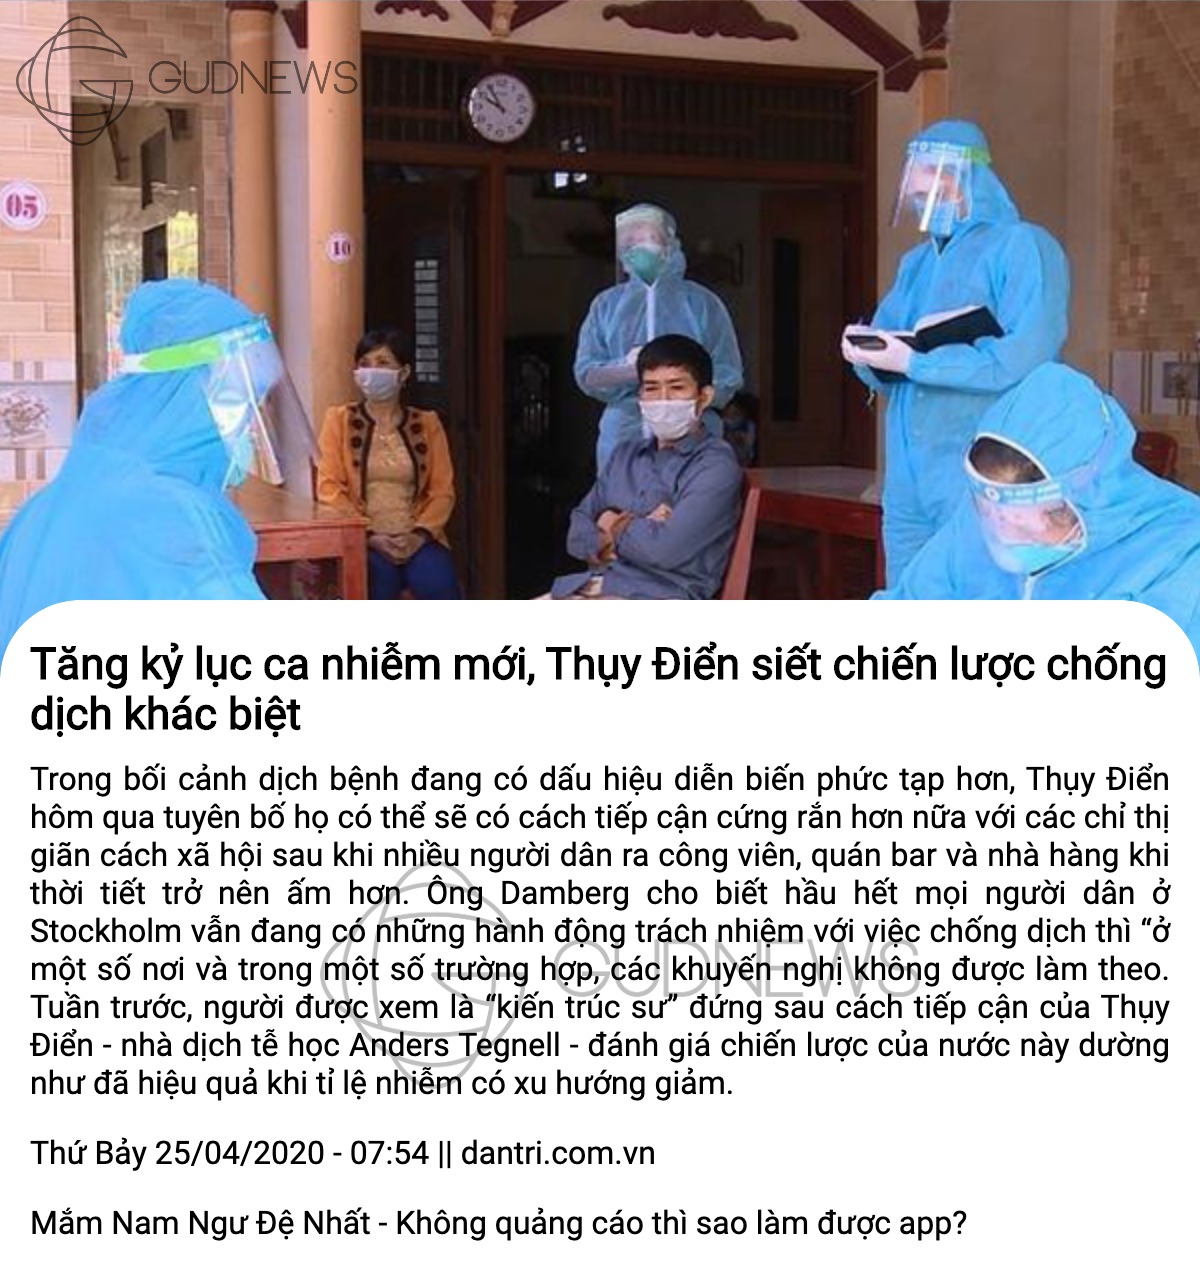 GUDNEWS
05
10
Tăng kỷ lục ca nhiễm mới, Thụy Điển siết chiến lược chống
dịch khác biệt
Trong bối cảnh dịch bệnh đang có dấu hiệu diễn biến phức tạp hơn, Thụy Điển
hôm qua tuyên bố họ có thể sẽ có cách tiếp cận cứng rắn hơn nữa với các chỉ thị
giãn cách xã hội sau khi nhiều người dân ra công viên, quán bar và nhà hàng khi
thời tiết trở nên ấm hơn. Ông Damberg cho biết hầu hết mọi người dân ở
Stockholm vẫn đang có những hành động trách nhiệm với việc chống dịch thì “ở
một số nơi và trong một số trường hợp, các khuyến nghị không được làm theo.
Tuần trước, người được xem là “kiến trúc sư” đứng sau cách tiếp cận của Thụy
Điển - nhà dịch tễ học Anders Tegnell - đánh giá chiến lược của nước này dường
như đã hiệu quả khi tỉ lệ nhiễm có xu hướng giảm.
GUDNEWS
Thứ Bảy 25/04/2020 - 07:54 || dantri.com.vn
Mắm Nam Ngư Đệ Nhất - Không quảng cáo thì sao làm được app?